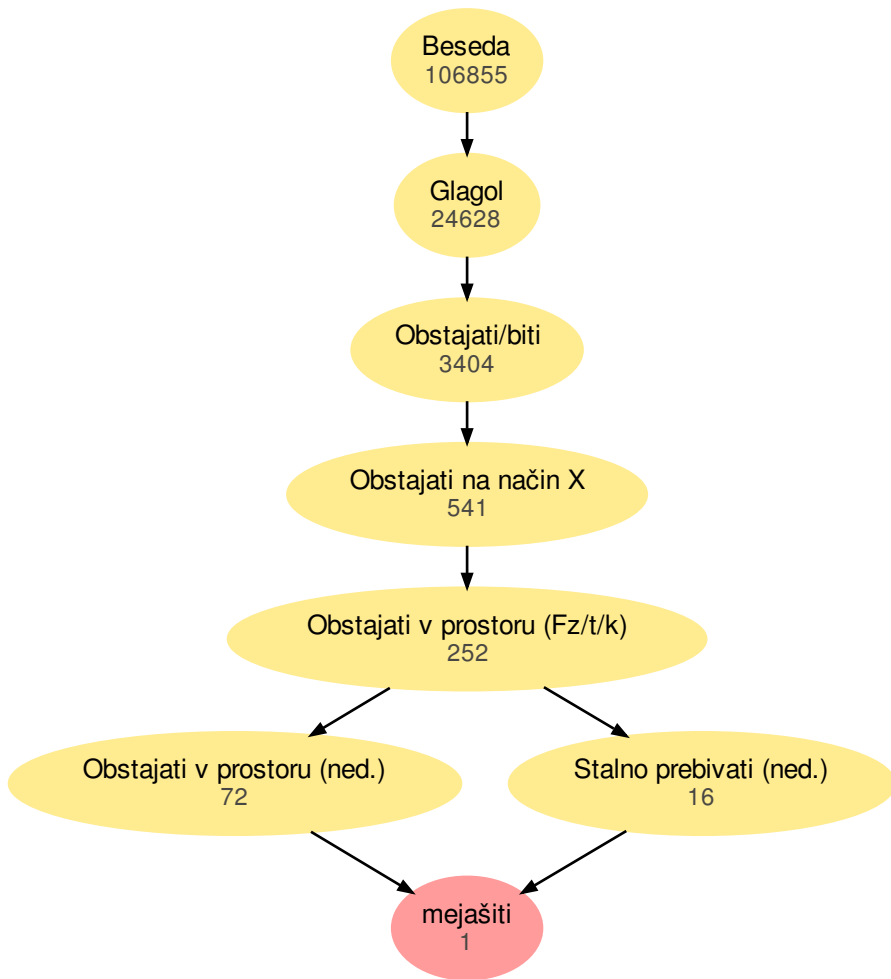 Beseda
106855
Glagol
24628
Obstajati/biti
3404
Obstajati na način X
541
Obstajati v prostoru (Fz/t/k)
252
Obstajati v prostoru (ned.)
72
Stalno prebivati (ned.)
16
mejašiti
1